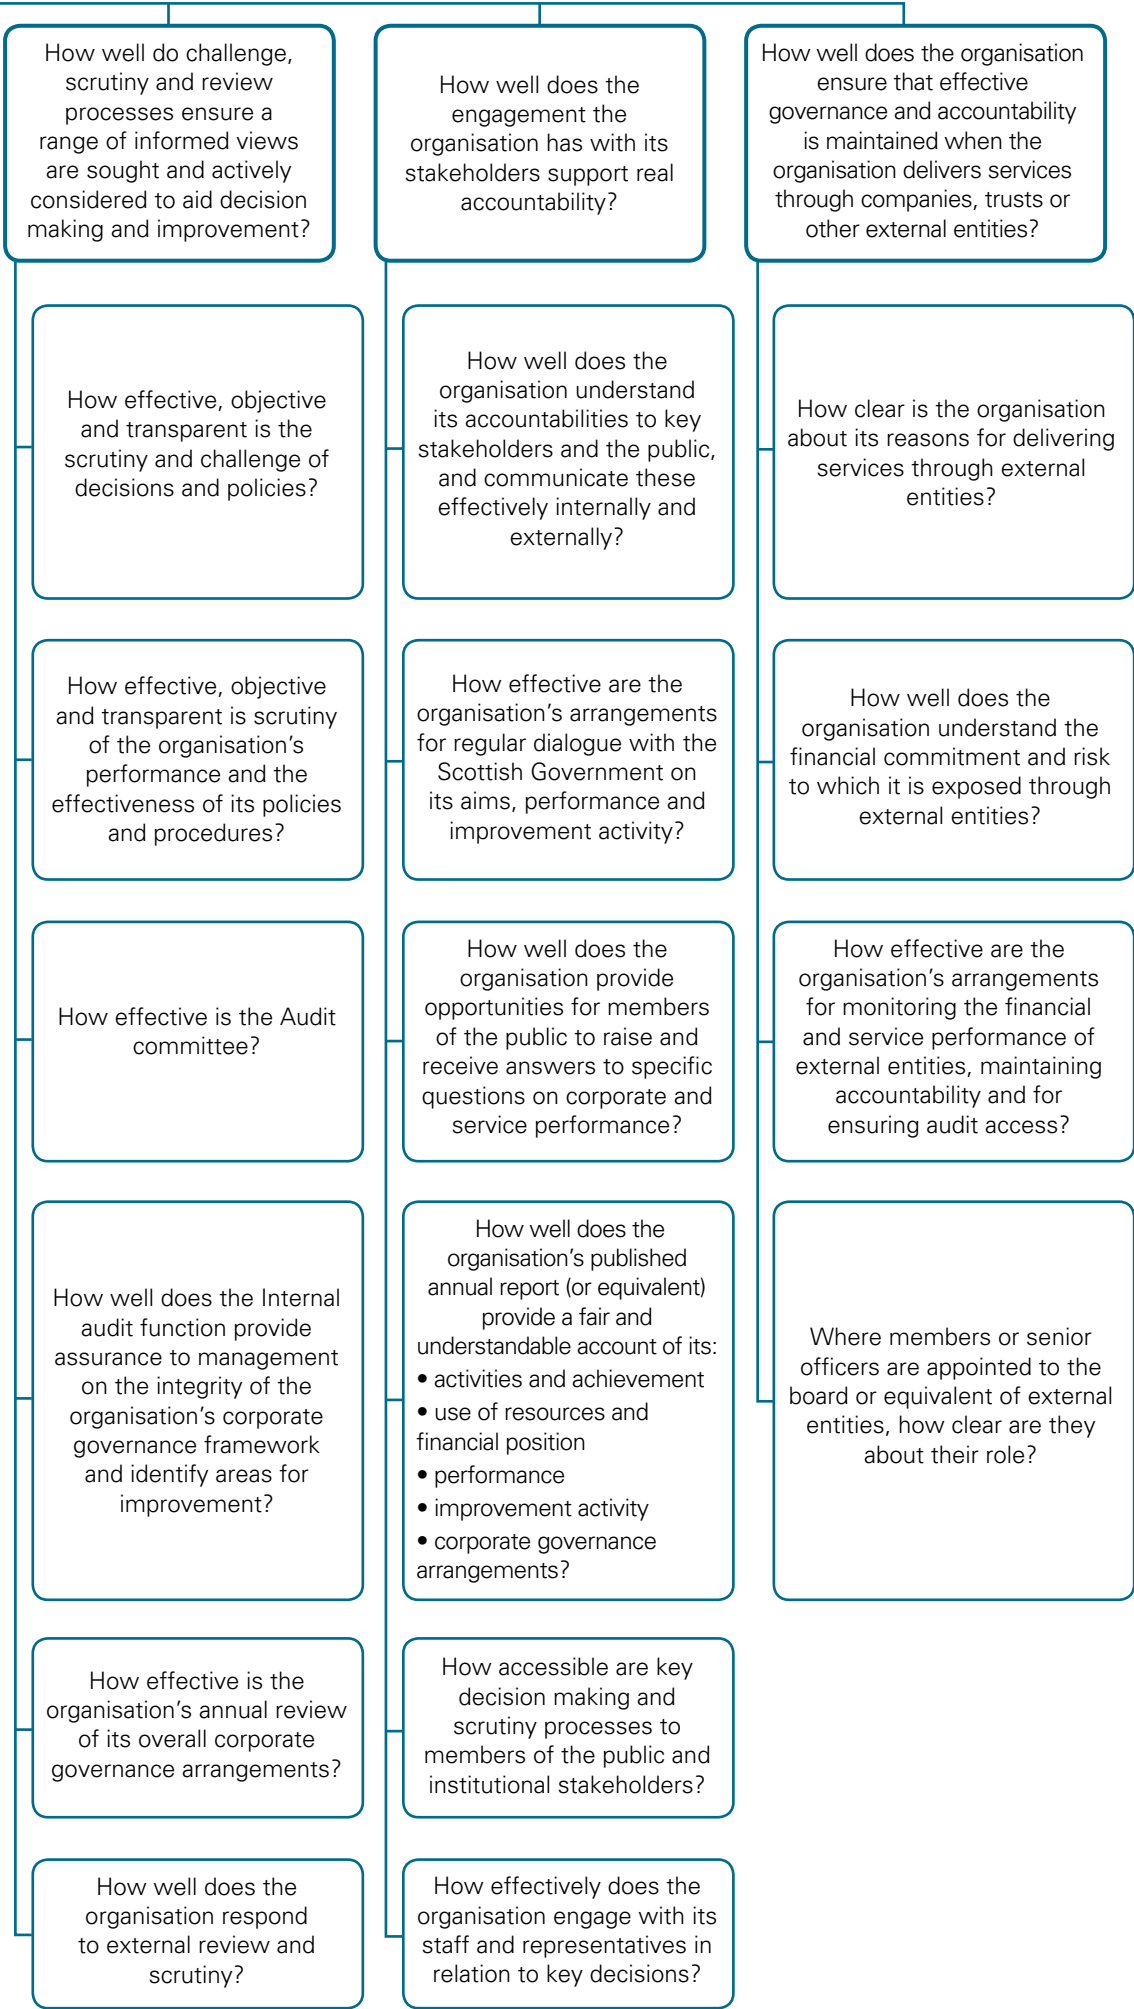 How well do challenge,
scrutiny and review
processes ensure a
range of informed views
are sought and actively
considered to aid decision
making and improvement?
How effective, objective
and transparent is the
scrutiny and challenge of
decisions and policies?
How effective, objective
and transparent is scrutiny
of the organisation's
performance and the
effectiveness of its policies
and procedures?
How effective is the Audit
committee?
How well does the Internal
audit function provide
assurance to management
on the integrity of the
organisation's corporate
governance framework
and identify areas for
improvement?
How effective is the
organisation's annual review
of its overall corporate
governance arrangements?
How well does the
organisation respond
to external review and
scrutiny?
How well does the
engagement the
organisation has with its
stakeholders support real
accountability?
How well does the
organisation understand
its accountabilities to key
stakeholders and the public,
and communicate these
effectively internally and
externally?
How effective are the
organisation's arrangements
for regular dialogue with the
Scottish Government on
its aims, performance and
improvement activity?
How well does the
organisation provide
opportunities for members
of the public to raise and
receive answers to specific
questions on corporate and
service performance?
How well does the
organisation's published
annual report (or equivalent)
provide a fair and
understandable account of its:
• activities and achievement
• use of resources and
financial position
• performance
• improvement activity
• corporate governance
arrangements?
How accessible are key
decision making and
scrutiny processes to
members of the public and
institutional stakeholders?
How effectively does the
organisation engage with its
staff and representatives in
relation to key decisions?
How well does the organisation
ensure that effective
governance and accountability
is maintained when the
organisation delivers services
through companies, trusts or
other external entities?
How clear is the organisation
about its reasons for delivering
services through external
entities?
How well does the
organisation understand the
financial commitment and risk
to which it is exposed through
external entities?
How effective are the
organisation's arrangements
for monitoring the financial
and service performance of
external entities, maintaining
accountability and for
ensuring audit access?
Where members or senior
officers are appointed to the
board or equivalent of external
entities, how clear are they
about their role?